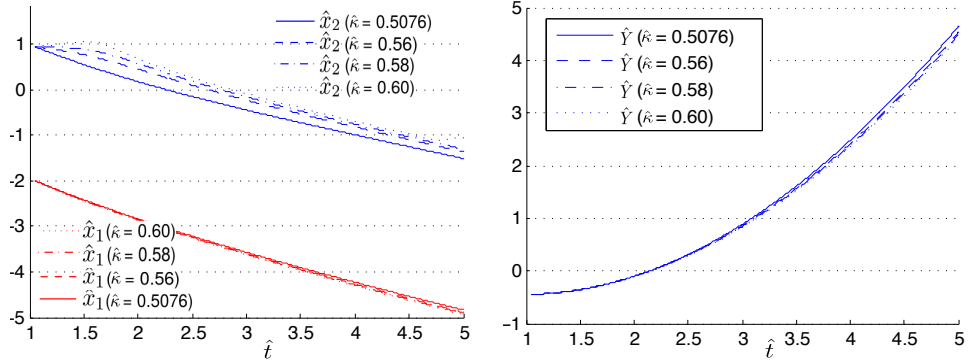 x̂₂ (κ̂ = 0.5076)
x̂₂ (κ̂ = 0.56)
x̂₂ (κ̂ = 0.58)
x̂₂ (κ̂ = 0.60)
1
0
-1
-2
-3
-4
-5
x̂₁ (κ̂ = 0.60)
x̂₁ (κ̂ = 0.58)
x̂₁ (κ̂ = 0.56)
x̂₁ (κ̂ = 0.5076)
1 1.5 2 2.5 3 3.5 4 4.5 5
t̂
5
4
3
2
1
0
−1
Ŷ (κ̂ = 0.5076)
Ŷ (κ̂ = 0.56)
Ŷ (κ̂ = 0.58)
Ŷ (κ̂ = 0.60)
1 1.5 2 2.5 3 3.5 4 4.5 5
t̂